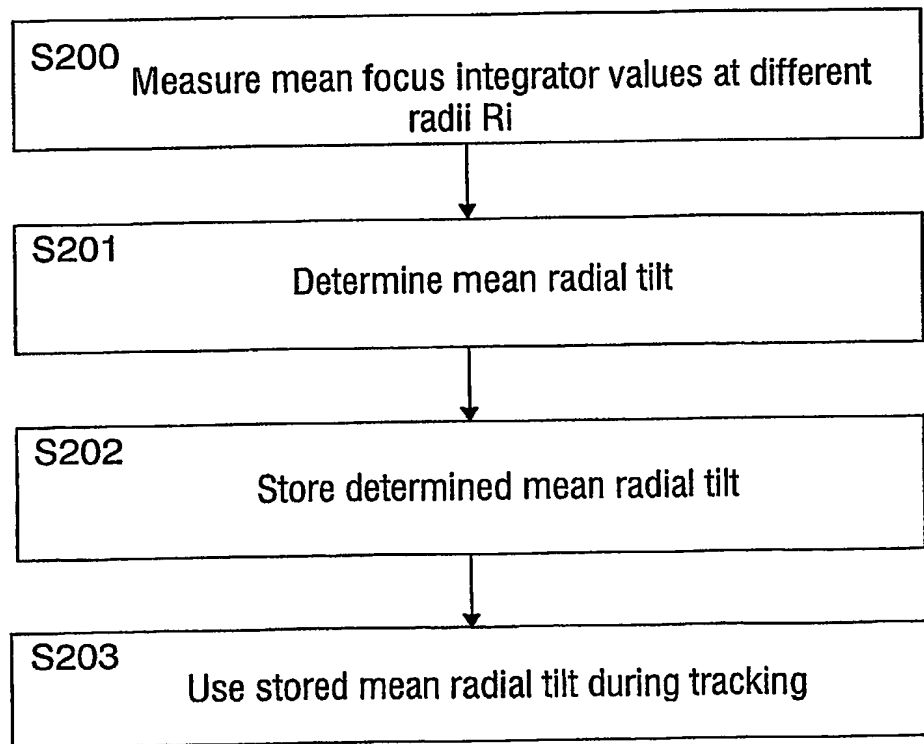 S200
Measure mean focus integrator values at different
radii Ri
S201
Determine mean radial tilt
S202
Store determined mean radial tilt
S203
Use stored mean radial tilt during tracking